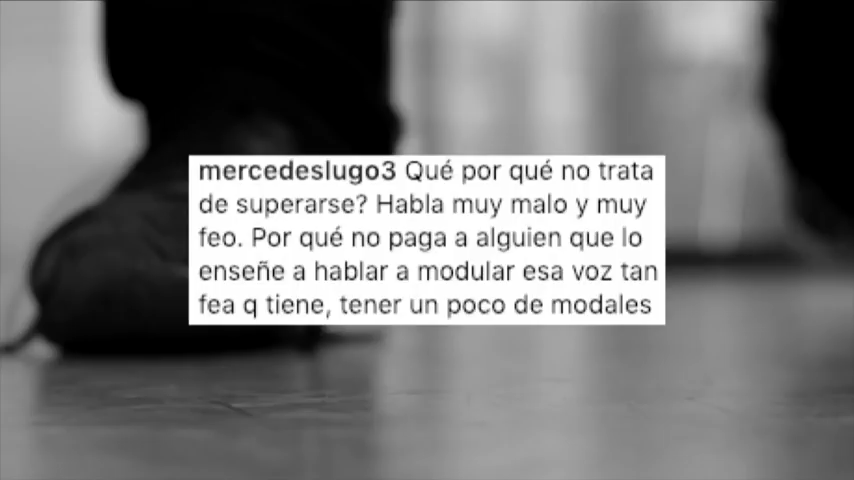 mercedeslugo3 Qué por qué no trata
de superarse? Habla muy malo y muy
feo. Por qué no paga a alguien que lo
enseñe a hablar a modular esa voz tan
fea q tiene, tener un poco de modales